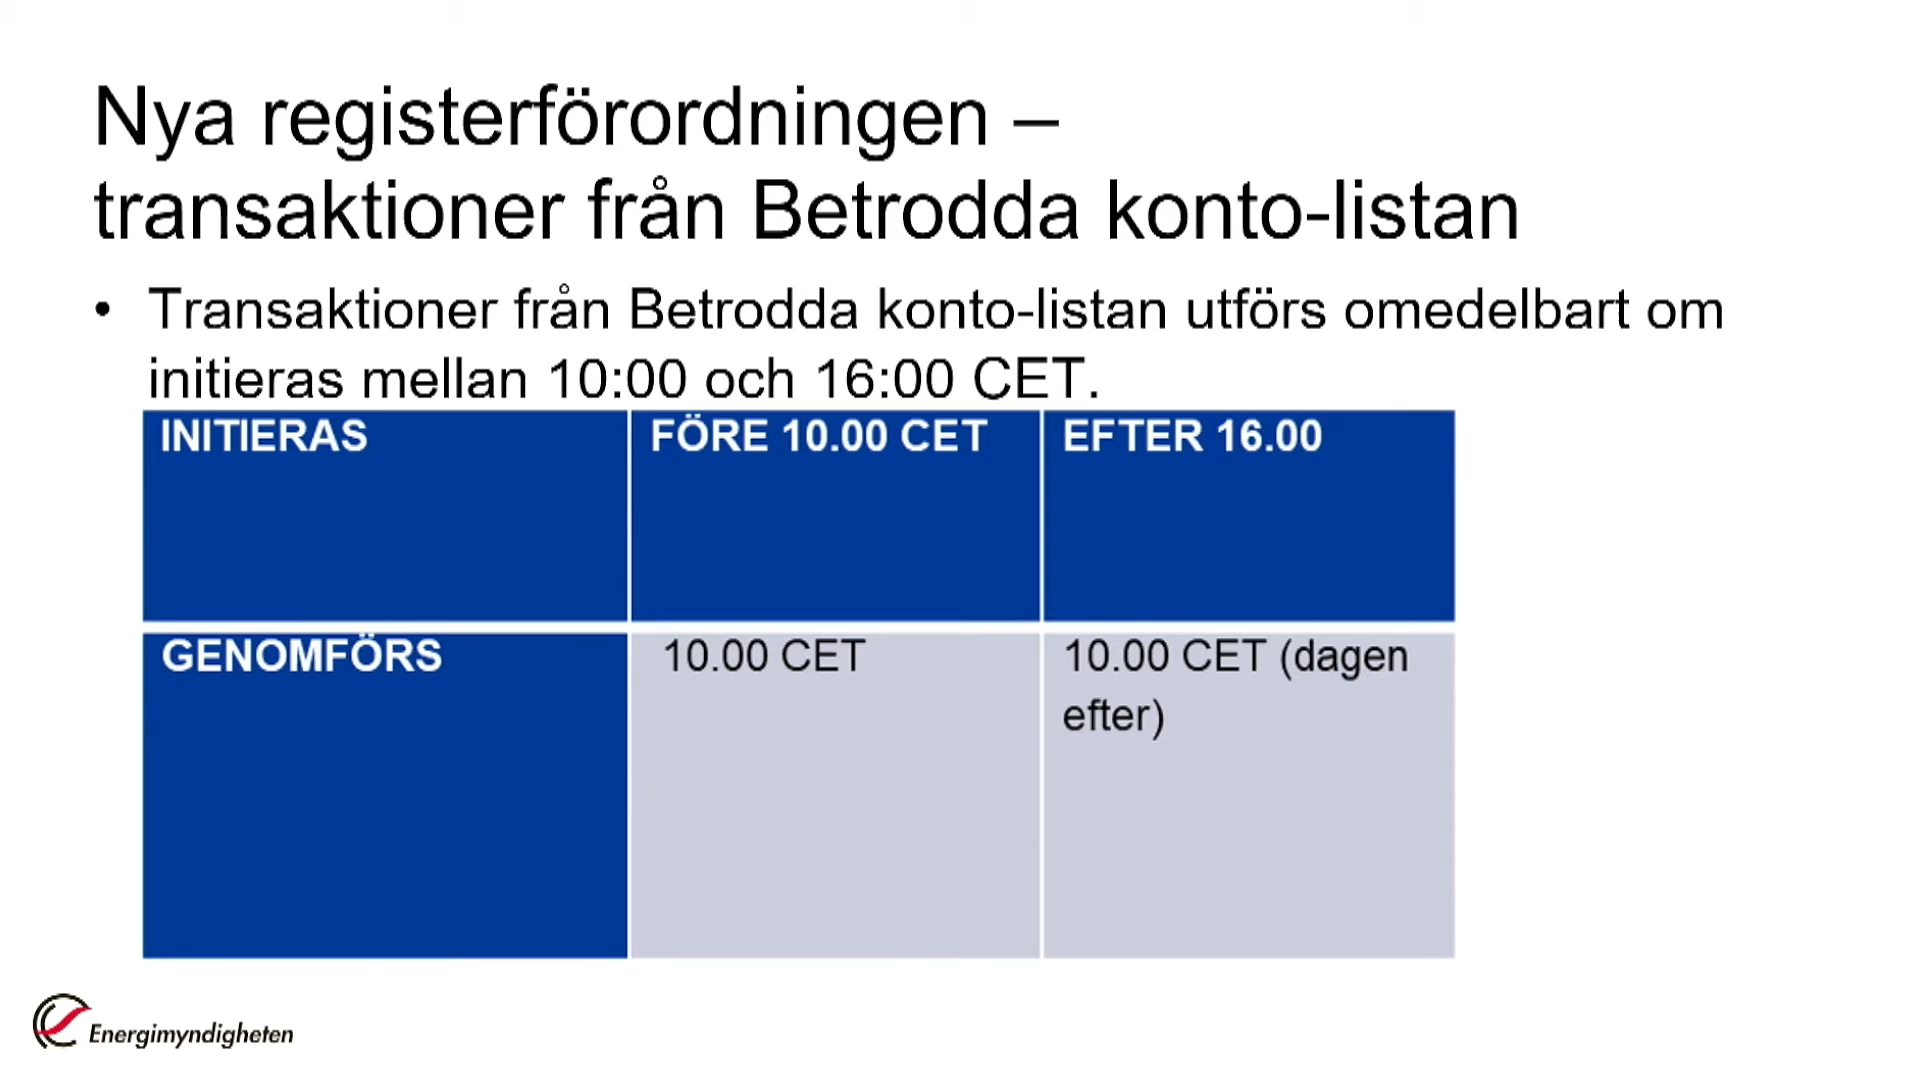 Nya registerförordningen –
transaktioner från Betrodda konto-listan
• Transaktioner från Betrodda konto-listan utförs omedelbart om
initieras mellan 10:00 och 16:00 CET.
INITIERAS FÖRE 10.00 CET EFTER 16.00
GENOMFÖRS 10.00 CET 10.00 CET (dagen
efter)
Energimyndigheten